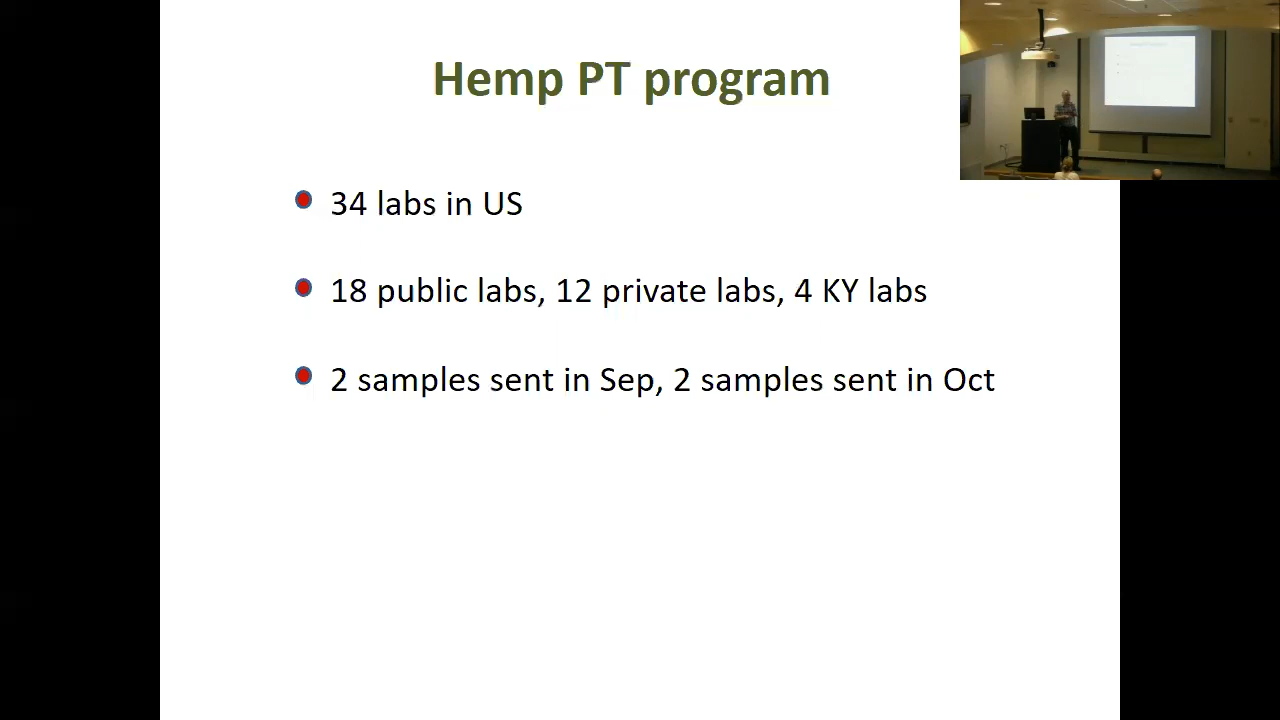 Hemp PT program
34 labs in US
18 public labs, 12 private labs, 4 KY labs
2 samples sent in Sep, 2 samples sent in Oct